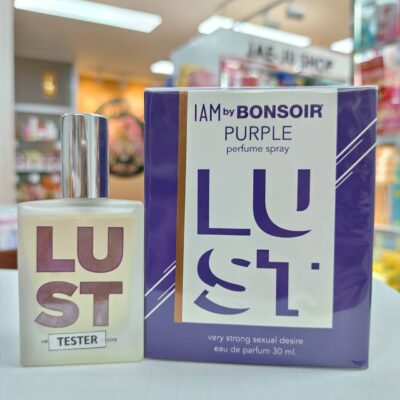 JAE-JI SHOP
IAM by BONSOIR
PURPLE
perfume spray
LU
ST
very strong sexual desire
eau de parfum 30 ml.
LU
ST
TESTER